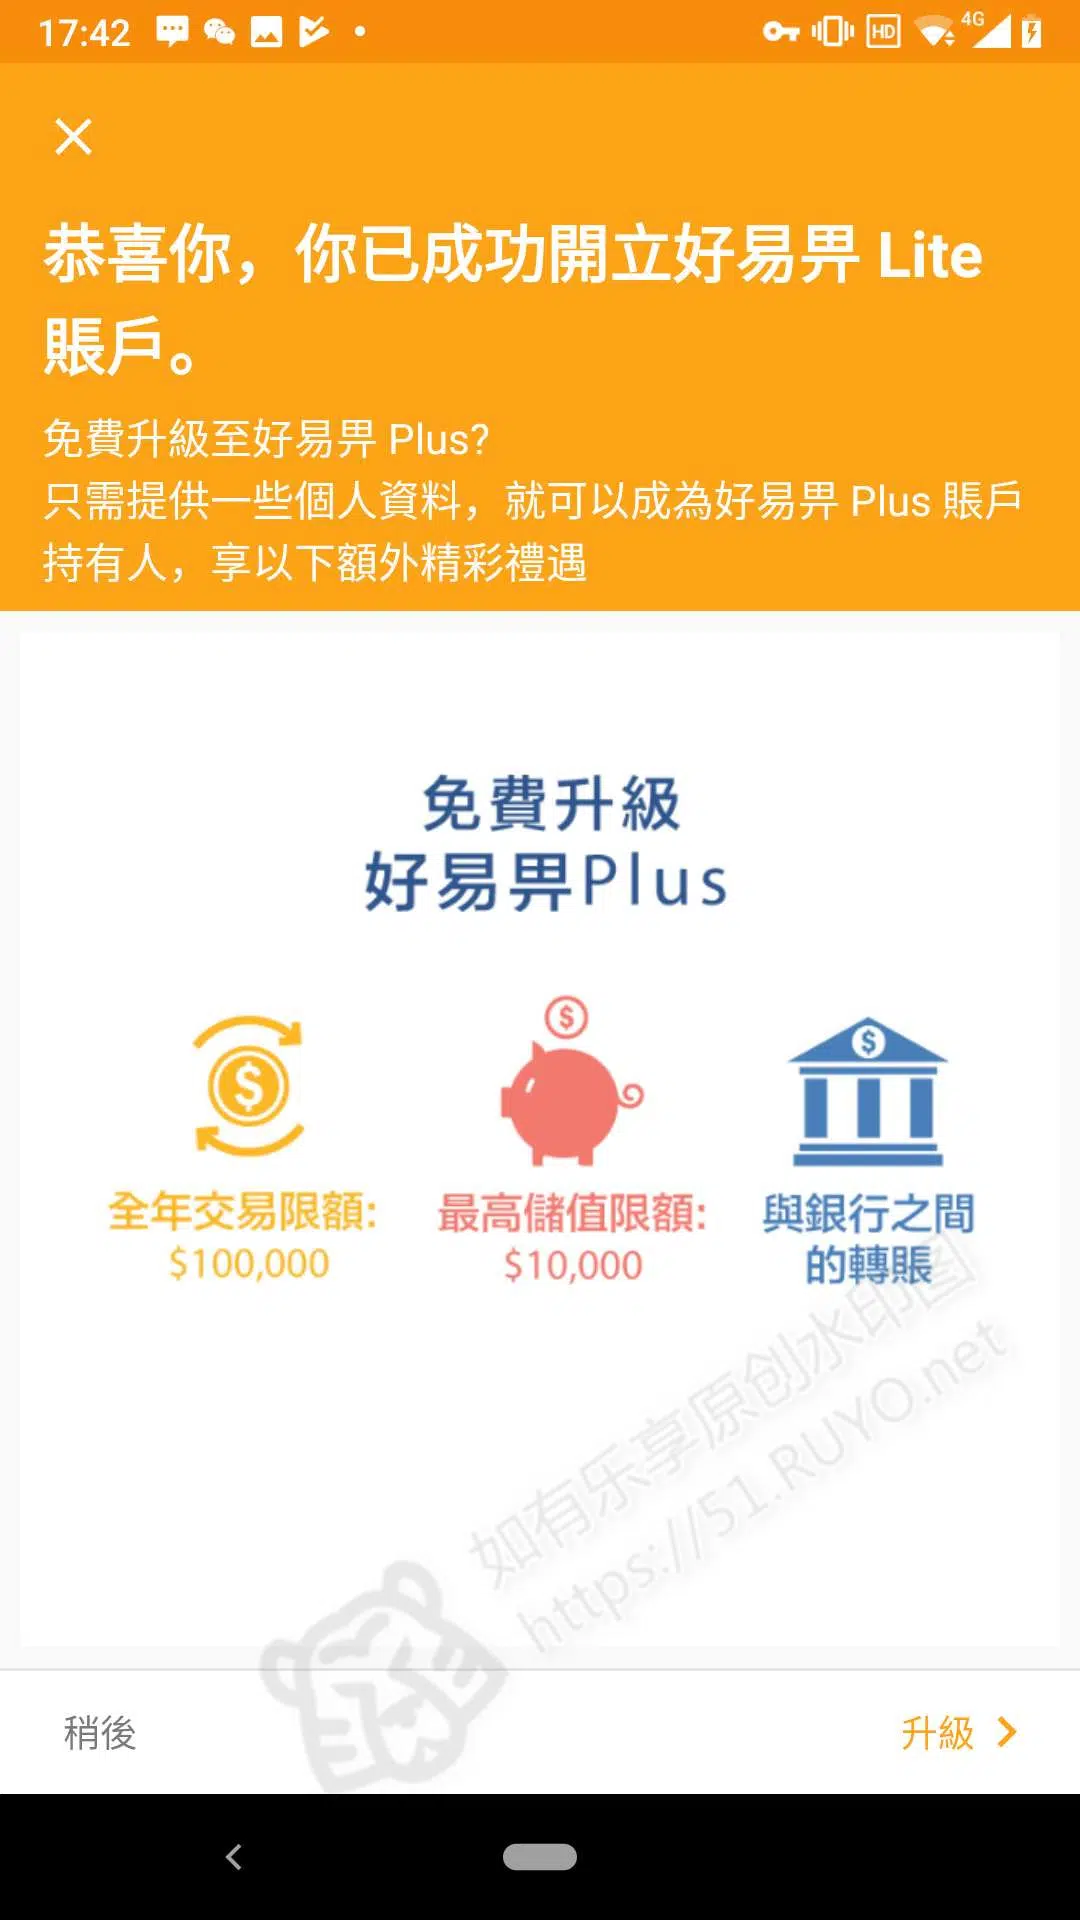 17:42
HD
4G
恭喜你，你已成功開立好易畀 Lite
賬戶。
免費升級至好易畀 Plus?
只需提供一些個人資料，就可以成為好易畀 Plus 賬戶
持有人，享以下額外精彩禮遇
免費升級
好易畀Plus
全年交易限額:
$100,000
最高儲值限額:
$10,000
與銀行之間
的轉賬
如有乐享原创水印图
https://51.RUYO.net
稍後
升級